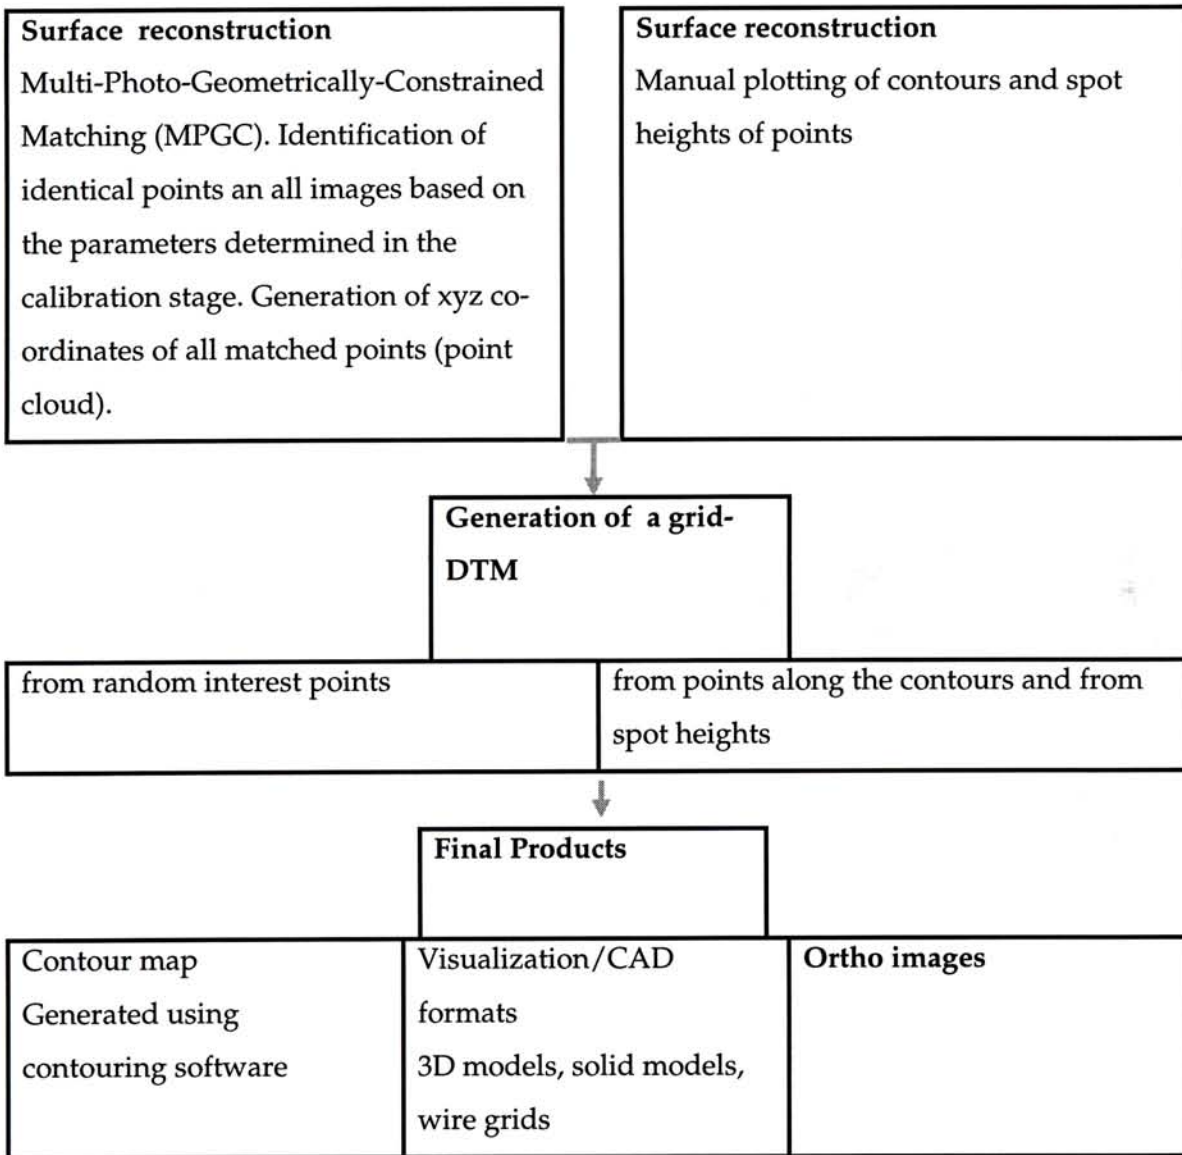 Surface reconstruction
Multi-Photo-Geometrically-Constrained
Matching (MPGC). Identification of
identical points an all images based on
the parameters determined in the
calibration stage. Generation of xyz co-
ordinates of all matched points (point
cloud).
Surface reconstruction
Manual plotting of contours and spot
heights of points
Generation of a grid-
DTM
from random interest points
from points along the contours and from
spot heights
Final Products
Contour map
Generated using
contouring software
Visualization/CAD
formats
3D models, solid models,
wire grids
Ortho images